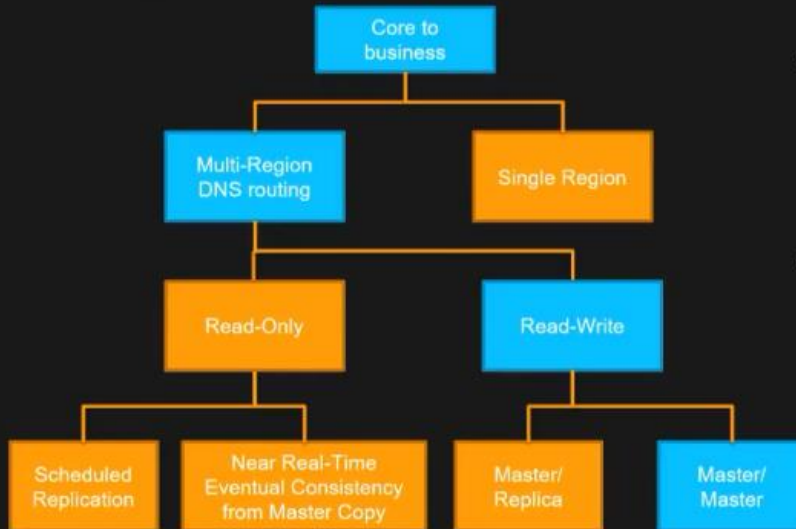 Core to
business
Multi-Region
DNS routing
Single Region
Read-Only
Read-Write
Scheduled
Replication
Near Real-Time
Eventual Consistency
from Master Copy
Master/
Replica
Master/
Master